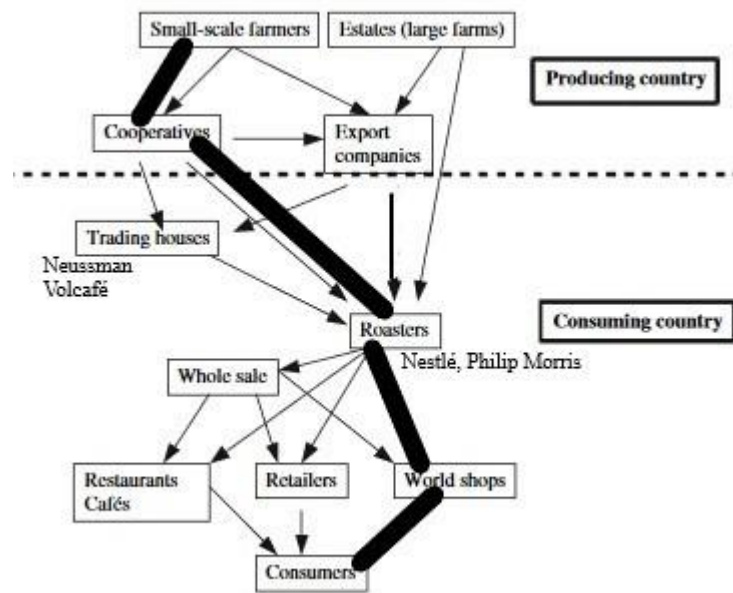 Small-scale farmers
Estates (large farms)
Producing country
Cooperatives
Export
companies
Trading houses
Neussman
Volcafé
Roasters
Consuming country
Nestlé, Philip Morris
Whole sale
Restaurants
Cafés
Retailers
World shops
Consumers